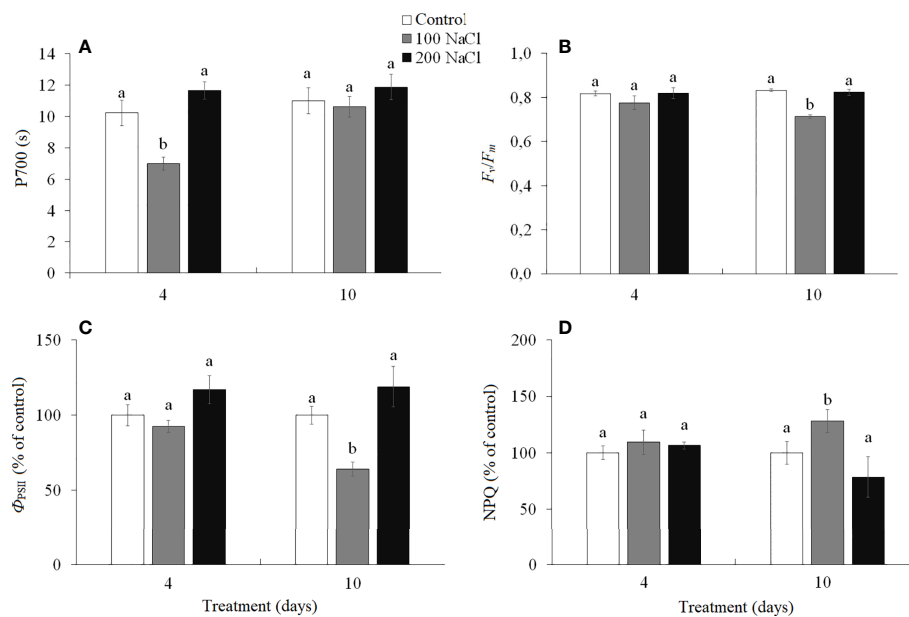 Control
100 NaCl
200 NaCl
A
P700 (s)
14
12
10
8
6
4
2
0
a
b
a
a
a
a
4
10
B
Fv/Fm
1,0
0,8
0,6
0,4
0,2
0,0
a
a
a
a
b
a
4
10
C
ΦPSII (% of control)
150
100
50
0
a
a
a
a
b
a
4
10
Treatment (days)
D
NPQ (% of control)
200
150
100
50
0
a
a
a
a
b
a
4
10
Treatment (days)